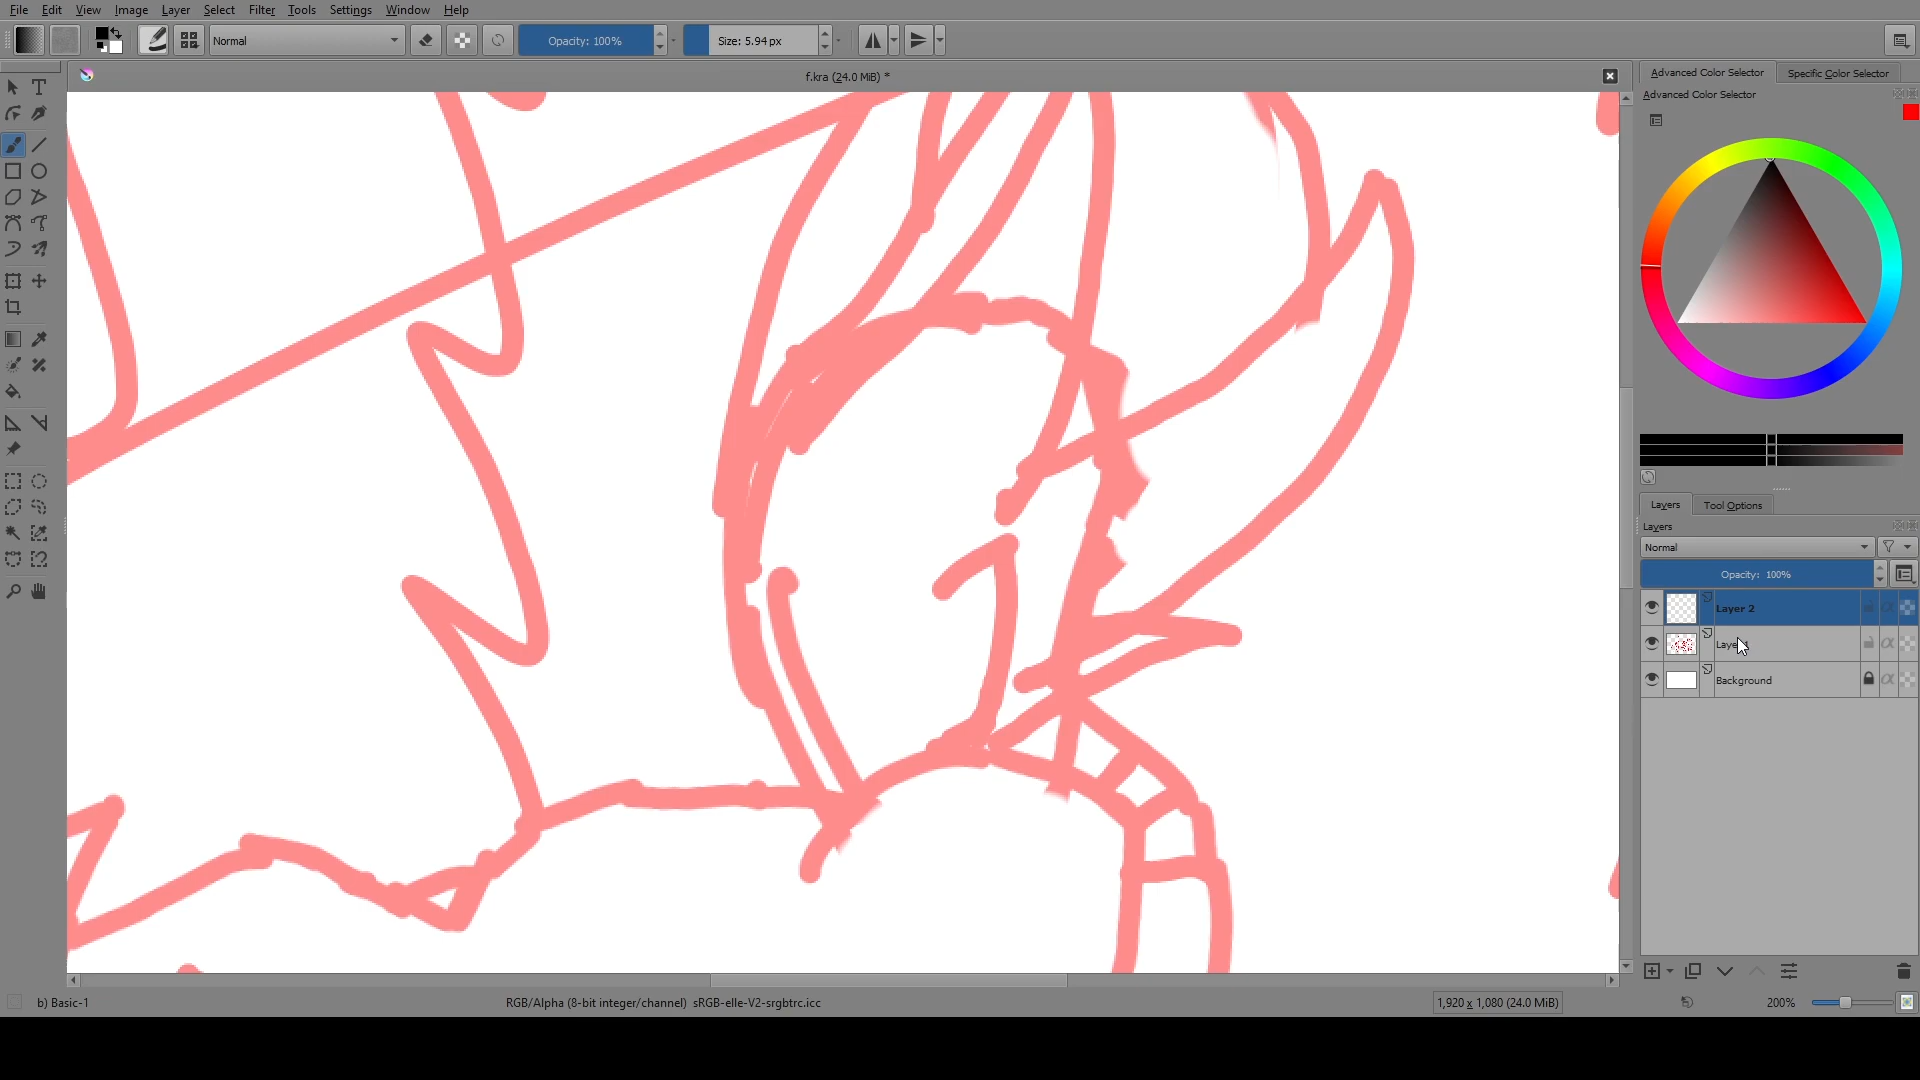 File Edit View Image Layer Select Filter Tools Settings Window Help
Normal Opacity: 100% Size: 5.94 px
f.kra (24.0 MiB) *
Advanced Color Selector Specific Color Selector
Advanced Color Selector
Layers Tool Options
Layers
Normal
Opacity: 100%
Layer 2
Background
b) Basic-1 RGB/Alpha (8-bit integer/channel) sRGB-elle-V2-srgbtrc.icc 1,920 x 1,080 (24.0 MiB) 200%